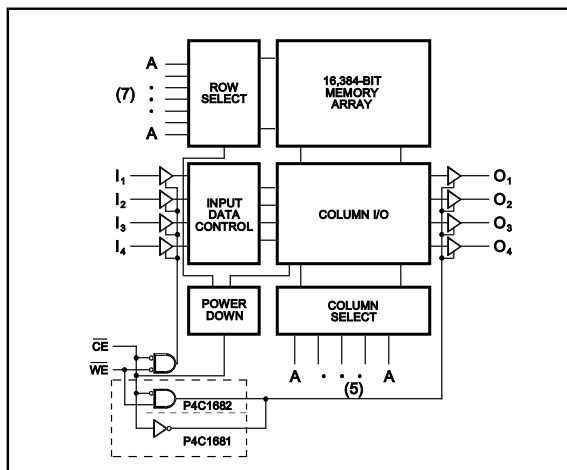 A
(7)
A
ROW
SELECT
16,384-BIT
MEMORY
ARRAY
I1
I2
I3
I4
INPUT
DATA
CONTROL
COLUMN I/O
O1
O2
O3
O4
POWER
DOWN
COLUMN
SELECT
A
A
(5)
CE
WE
P4C1682
P4C1681